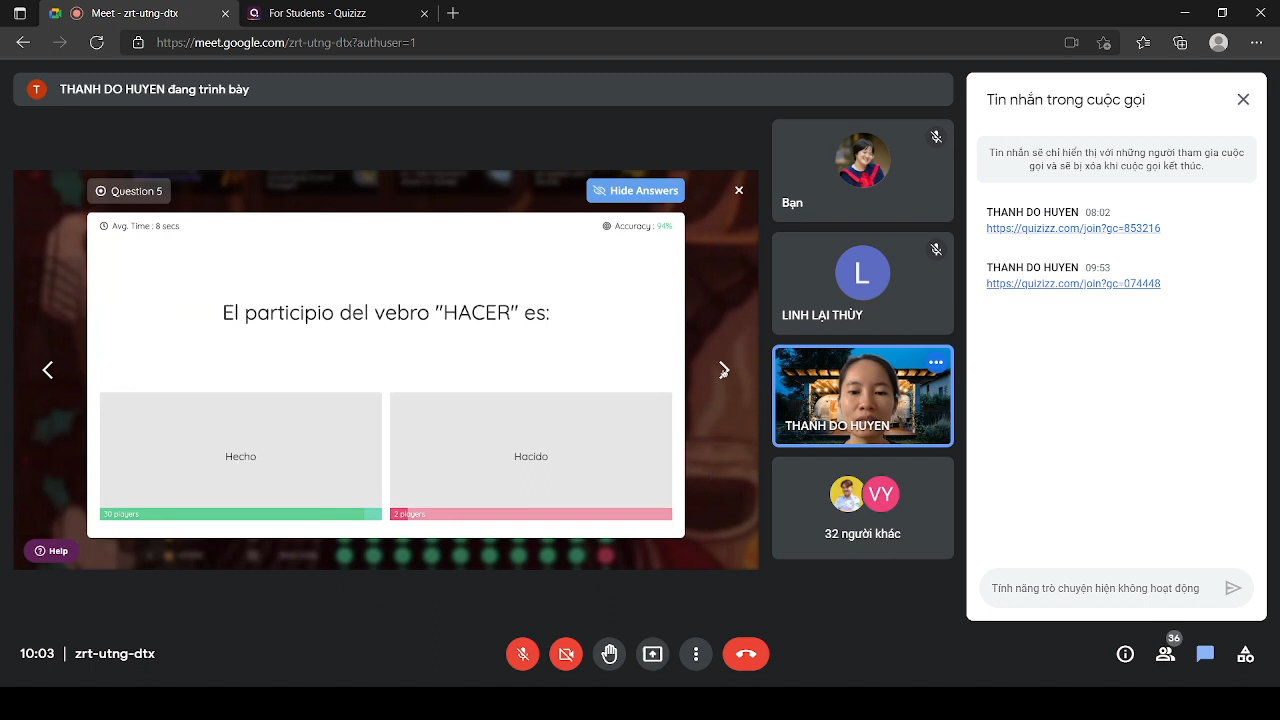 Meet - zrt-utng-dtx
For Students - Quizizz
https://meet.google.com/zrt-utng-dtx?authuser=1
T
THANH DO HUYEN đang trình bày
Question 5
Hide Answers
Avg. Time : 8 secs
Accuracy : 94%
El participio del vebro "HACER" es:
Hecho
Hacido
30 players
2 players
Help
Bạn
L
LINH LẠI THÙY
THANH DO HUYEN
VY
32 người khác
Tin nhắn trong cuộc gọi
Tin nhắn sẽ chỉ hiển thị với những người tham gia cuộc
gọi và sẽ bị xóa khi cuộc gọi kết thúc.
THANH DO HUYEN 08:02
https://quizizz.com/join?gc=853216
THANH DO HUYEN 09:53
https://quizizz.com/join?gc=074448
Tính năng trò chuyện hiện không hoạt động
10:03 | zrt-utng-dtx
36